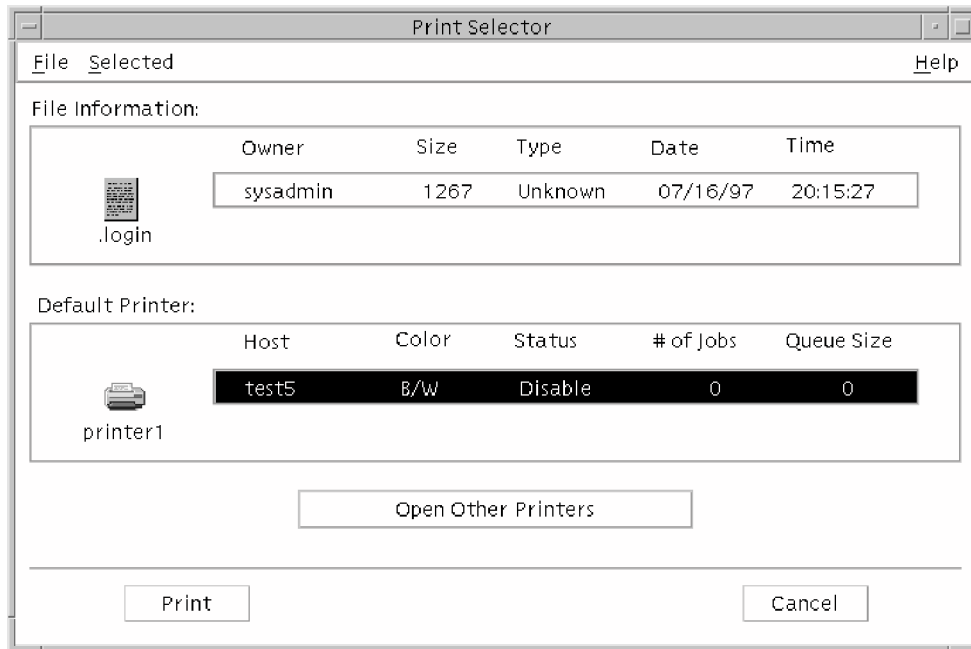 Print Selector
File Selected Help
File Information:
Owner Size Type Date Time
sysadmin 1267 Unknown 07/16/97 20:15:27
.login
Default Printer:
Host Color Status # of Jobs Queue Size
test5 B/W Disable 0 0
printer1
Open Other Printers
Print Cancel